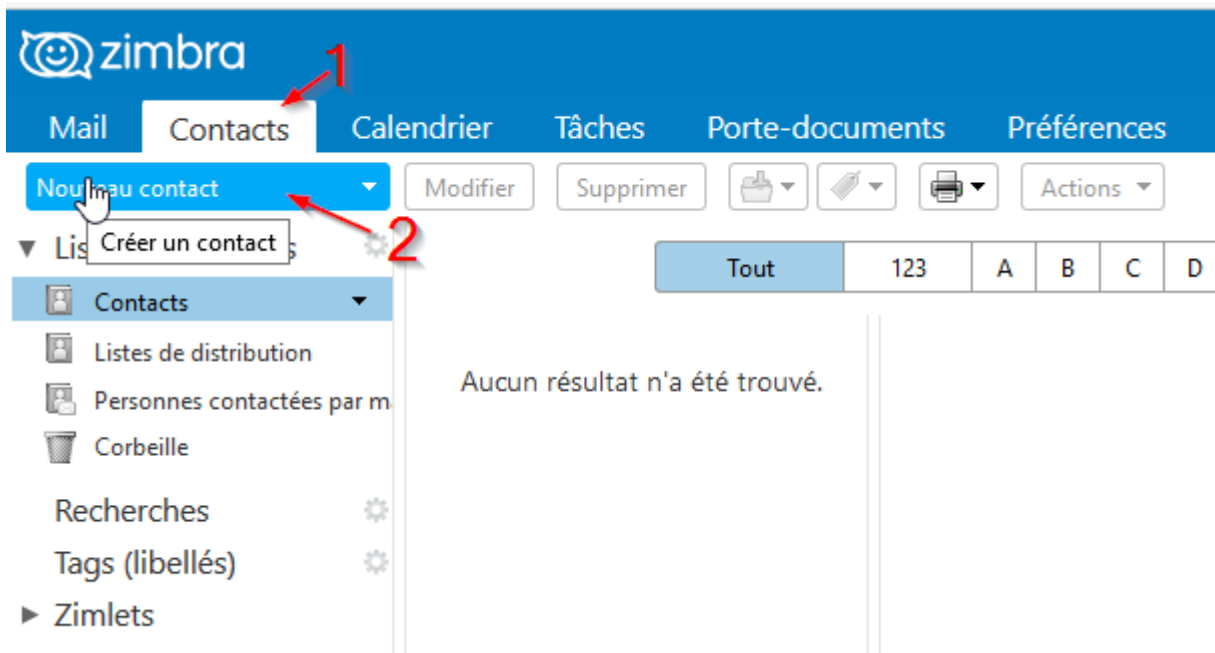 zimbra
1
Mail Contacts Calendrier Tâches Porte-documents Préférences
Nouveau contact Modifier Supprimer Actions
2
Lis Créer un contact s
Tout 123 A B C D
Contacts
Listes de distribution
Aucun résultat n'a été trouvé.
Personnes contactées par m
Corbeille
Recherches
Tags (libellés)
Zimlets